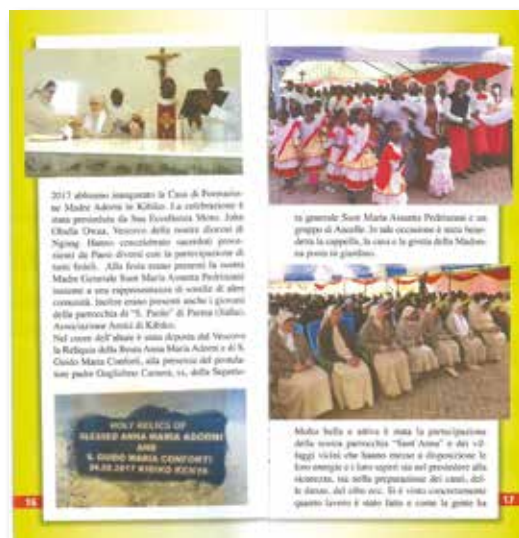 2017 abbiamo inaugurato la Casa di Formazio-
ne Madre Adorni in Kibiko. La celebrazione è
stata presieduta da Sua Eccellenza Mons. John
Oballa Owaa, Vescovo della nostra diocesi di
Ngong. Hanno concelebrato sacerdoti prove-
nienti da Paesi diversi con la partecipazione di
tanti fedeli. Alla festa erano presenti la nostra
Madre Generale Suor Maria Assunta Pedrinzani
insieme a una rappresentanza di sorelle di altre
comunità. Inoltre erano presenti anche i giovani
della parrocchia di "S. Paolo" di Parma (Italia),
Associazione Amici di Kibiko.
Nel cuore dell'altare è stata deposta dal Vescovo
la Reliquia della Beata Anna Maria Adorni e di S.
Guido Maria Conforti, alla presenza del postula-
tore padre Guglielmo Camera, sx, della Superio-
HOLY RELICS OF
BLESSED ANNA MARIA ADORNI
AND
S. GUIDO MARIA CONFORTI
2017 KIBIKO KENYA
16
ra generale Suor Maria Assunta Pedrinzani e un
gruppo di Ancelle. In tale occasione è stata bene-
detta la cappella, la casa e la grotta della Madon-
na posta in giardino.
Molto bella e attiva è stata la partecipazione
della nostra parrocchia "Sant'Anna" e dei vil-
laggi vicini che hanno messo a disposizione le
loro energie e i loro saperi sia nel presiedere alla
sicurezza, sia nella preparazione dei canti, del-
le danze, del cibo ecc. Si è visto concretamente
quanto lavoro è stato fatto e come la gente ha
17